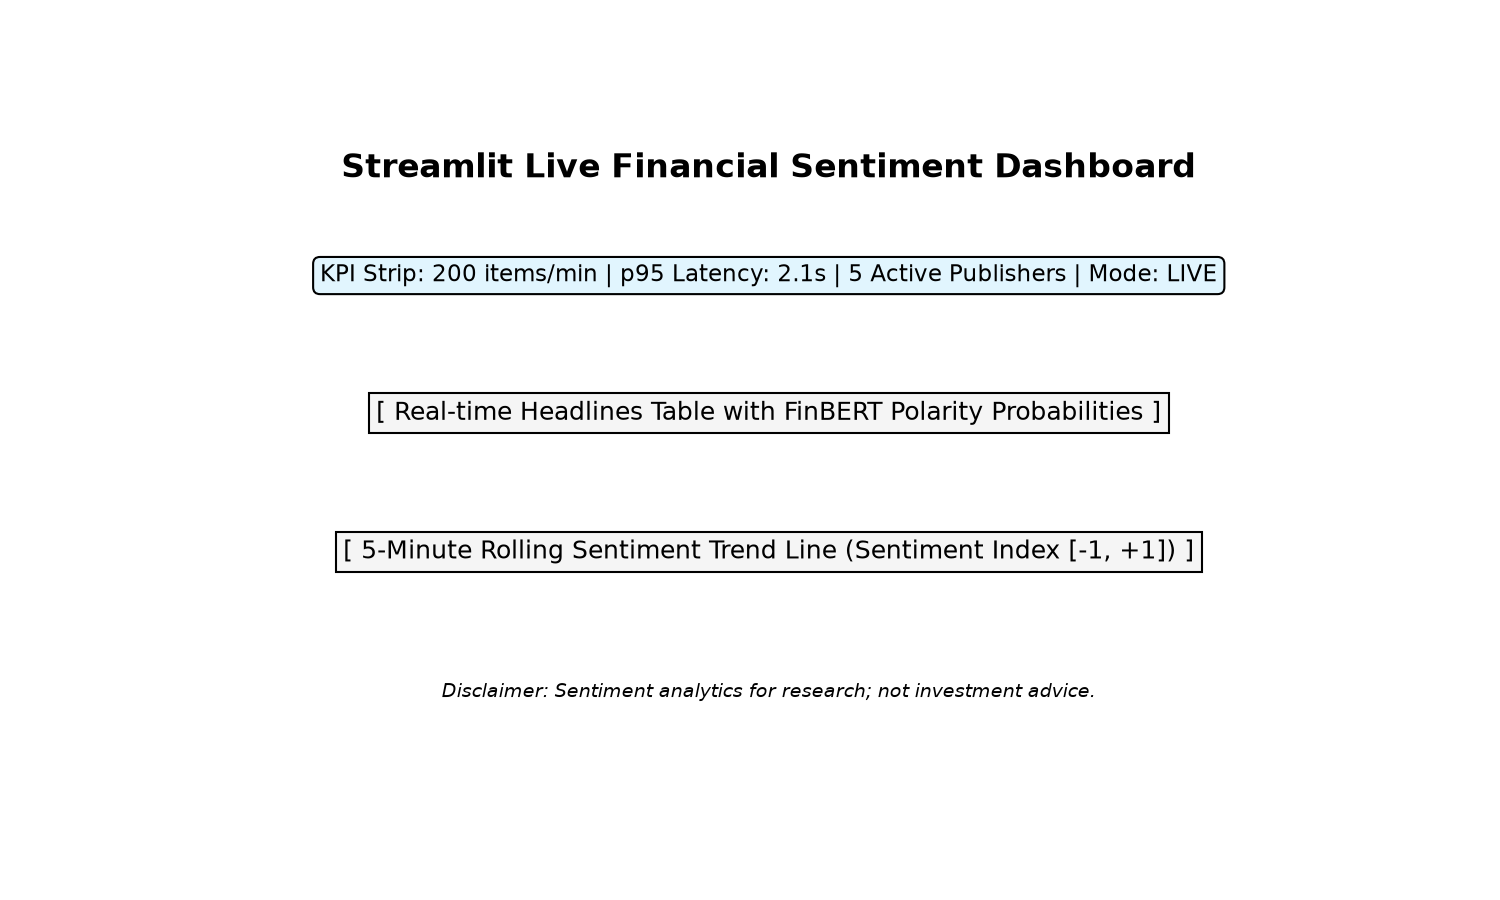 Streamlit Live Financial Sentiment Dashboard
KPI Strip: 200 items/min | p95 Latency: 2.1s | 5 Active Publishers | Mode: LIVE
[ Real-time Headlines Table with FinBERT Polarity Probabilities ]
[ 5-Minute Rolling Sentiment Trend Line (Sentiment Index [-1, +1]) ]
Disclaimer: Sentiment analytics for research; not investment advice.